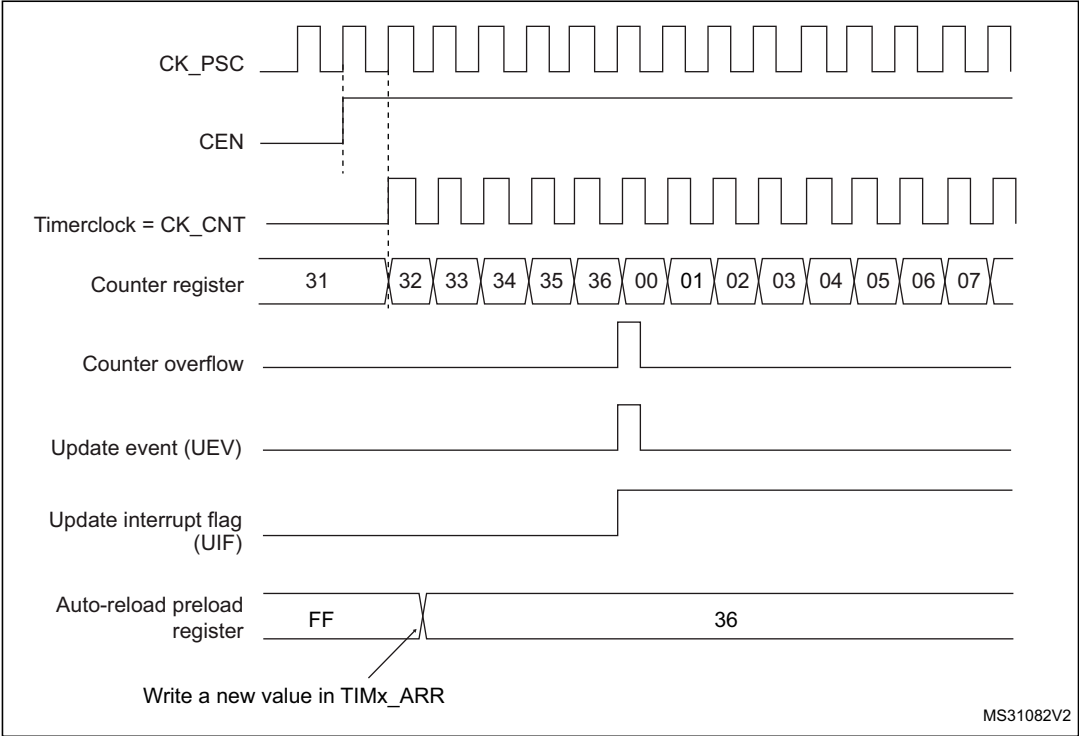 CK_PSC
CEN
Timerclock = CK_CNT
Counter register 31 32 33 34 35 36 00 01 02 03 04 05 06 07
Counter overflow
Update event (UEV)
Update interrupt flag
(UIF)
Auto-reload preload
register
FF 36
Write a new value in TIMx_ARR
MS31082V2